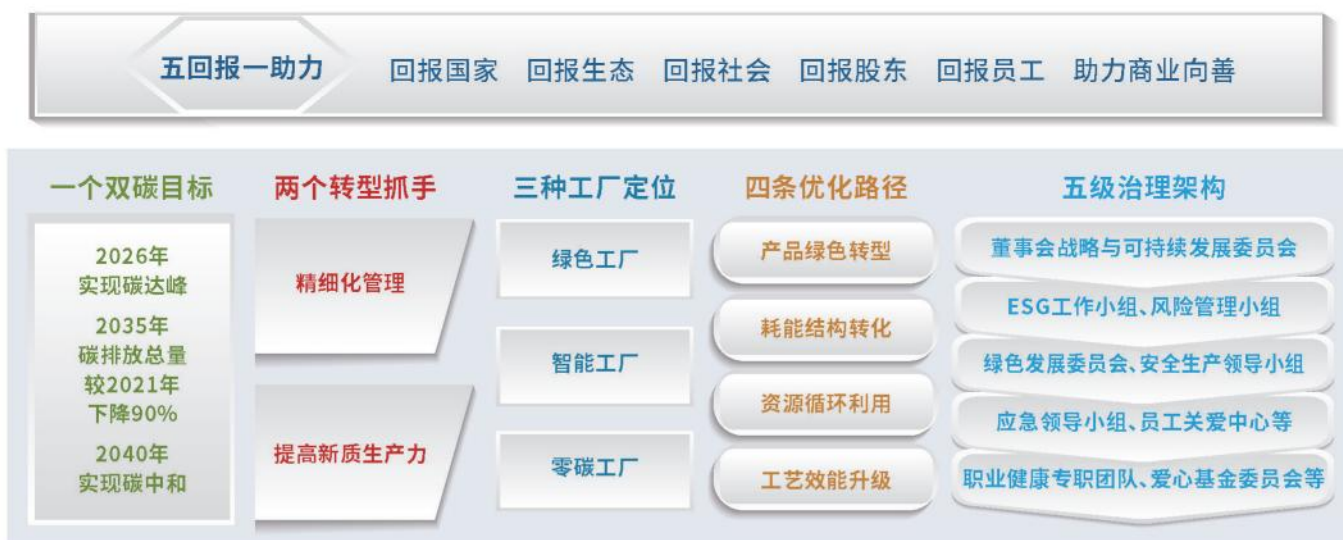 五回报一助力
回报国家 回报生态 回报社会 回报股东 回报员工 助力商业向善
一个双碳目标
2026年
实现碳达峰
2035年
碳排放总量
较2021年
下降90%
2040年
实现碳中和
两个转型抓手
精细化管理
提高新质生产力
三种工厂定位
绿色工厂
智能工厂
零碳工厂
四条优化路径
产品绿色转型
耗能结构转化
资源循环利用
工艺效能升级
五级治理架构
董事会战略与可持续发展委员会
ESG工作小组、风险管理小组
绿色发展委员会、安全生产领导小组
应急领导小组、员工关爱中心等
职业健康专职团队、爱心基金委员会等